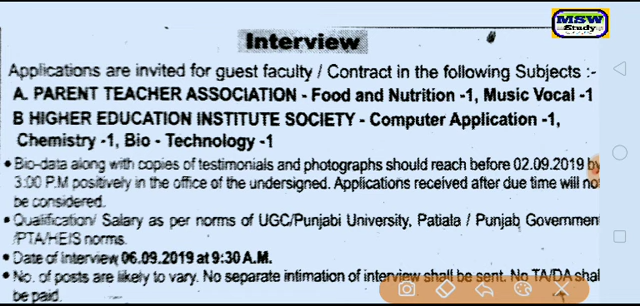 MSW
Study
Interview
Applications are invited for guest faculty / Contract in the following Subjects :-
A. PARENT TEACHER ASSOCIATION - Food and Nutrition -1, Music Vocal -1
B HIGHER EDUCATION INSTITUTE SOCIETY - Computer Application -1,
Chemistry -1, Bio - Technology -1
• Bio-data along with copies of testimonials and photographs should reach before 02.09.2019 by
3:00 P.M positively in the office of the undersigned. Applications received after due time will no
be considered.
• Qualification/ Salary as per norms of UGC/Punjabi University, Patiala / Punjab Governmen
/PTA/HEIS norms.
• Date of Interview 06.09.2019 at 9:30 A.M.
• No. of posts are likely to vary. No separate intimation of interview shall be sent. No TA/DA shal
be paid.